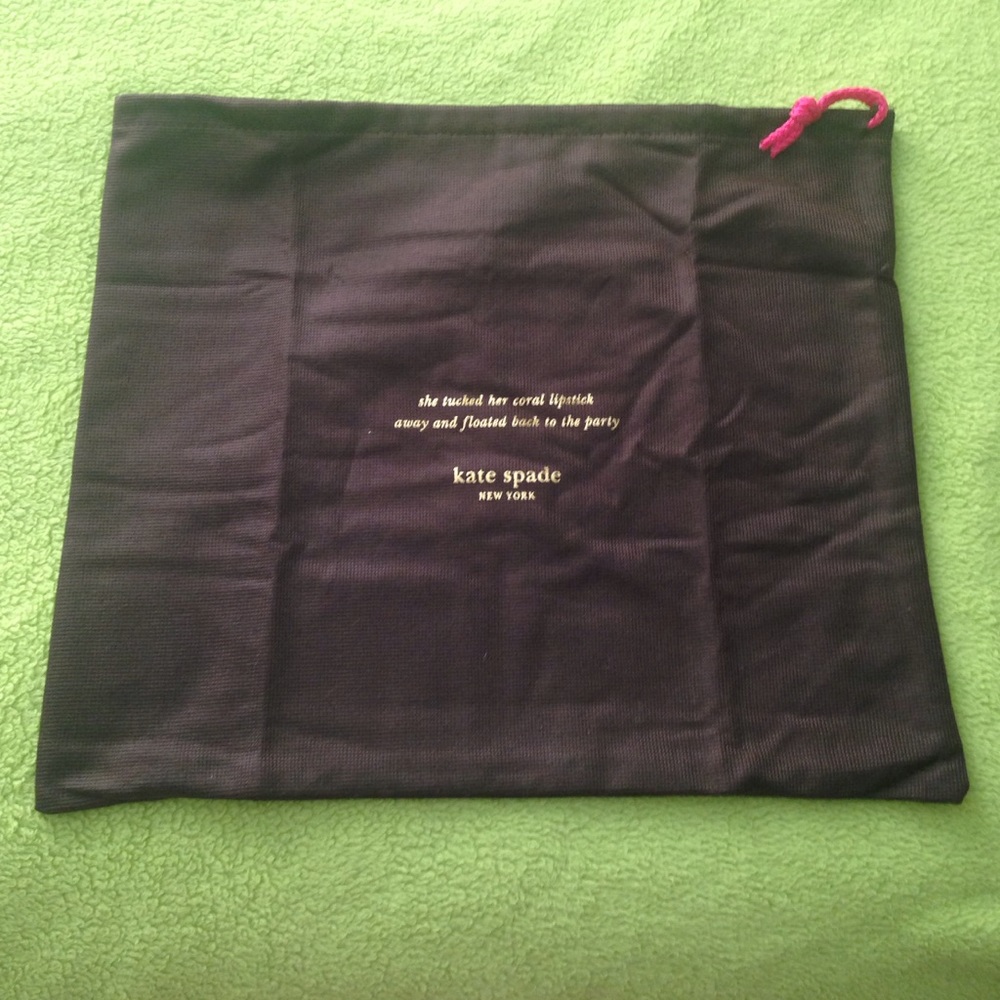 she tucked her coral lipstick
away and floated back to the party
kate spade
NEW YORK